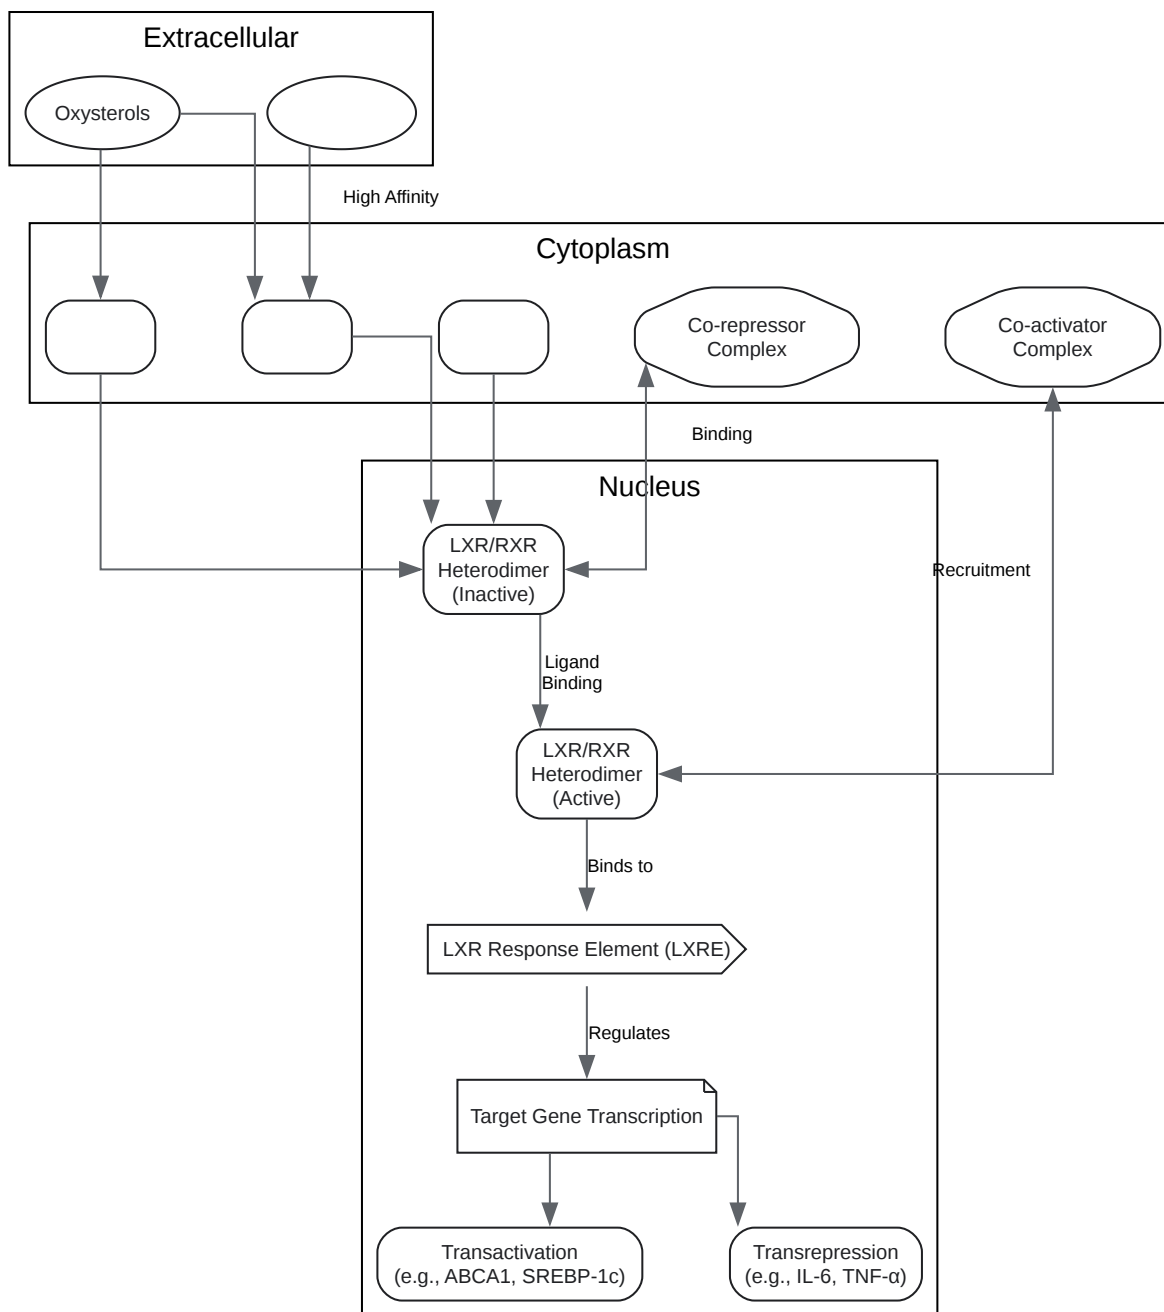 Extracellular
Oxysterols
High Affinity
Cytoplasm
Co-repressor
Complex
Co-activator
Complex
Binding
Nucleus
LXR/RXR
Heterodimer
(Inactive)
Recruitment
Ligand
Binding
LXR/RXR
Heterodimer
(Active)
Binds to
LXR Response Element (LXRE)
Regulates
Target Gene Transcription
Transactivation
(e.g., ABCA1, SREBP-1c)
Transrepression
(e.g., IL-6, TNF-α)